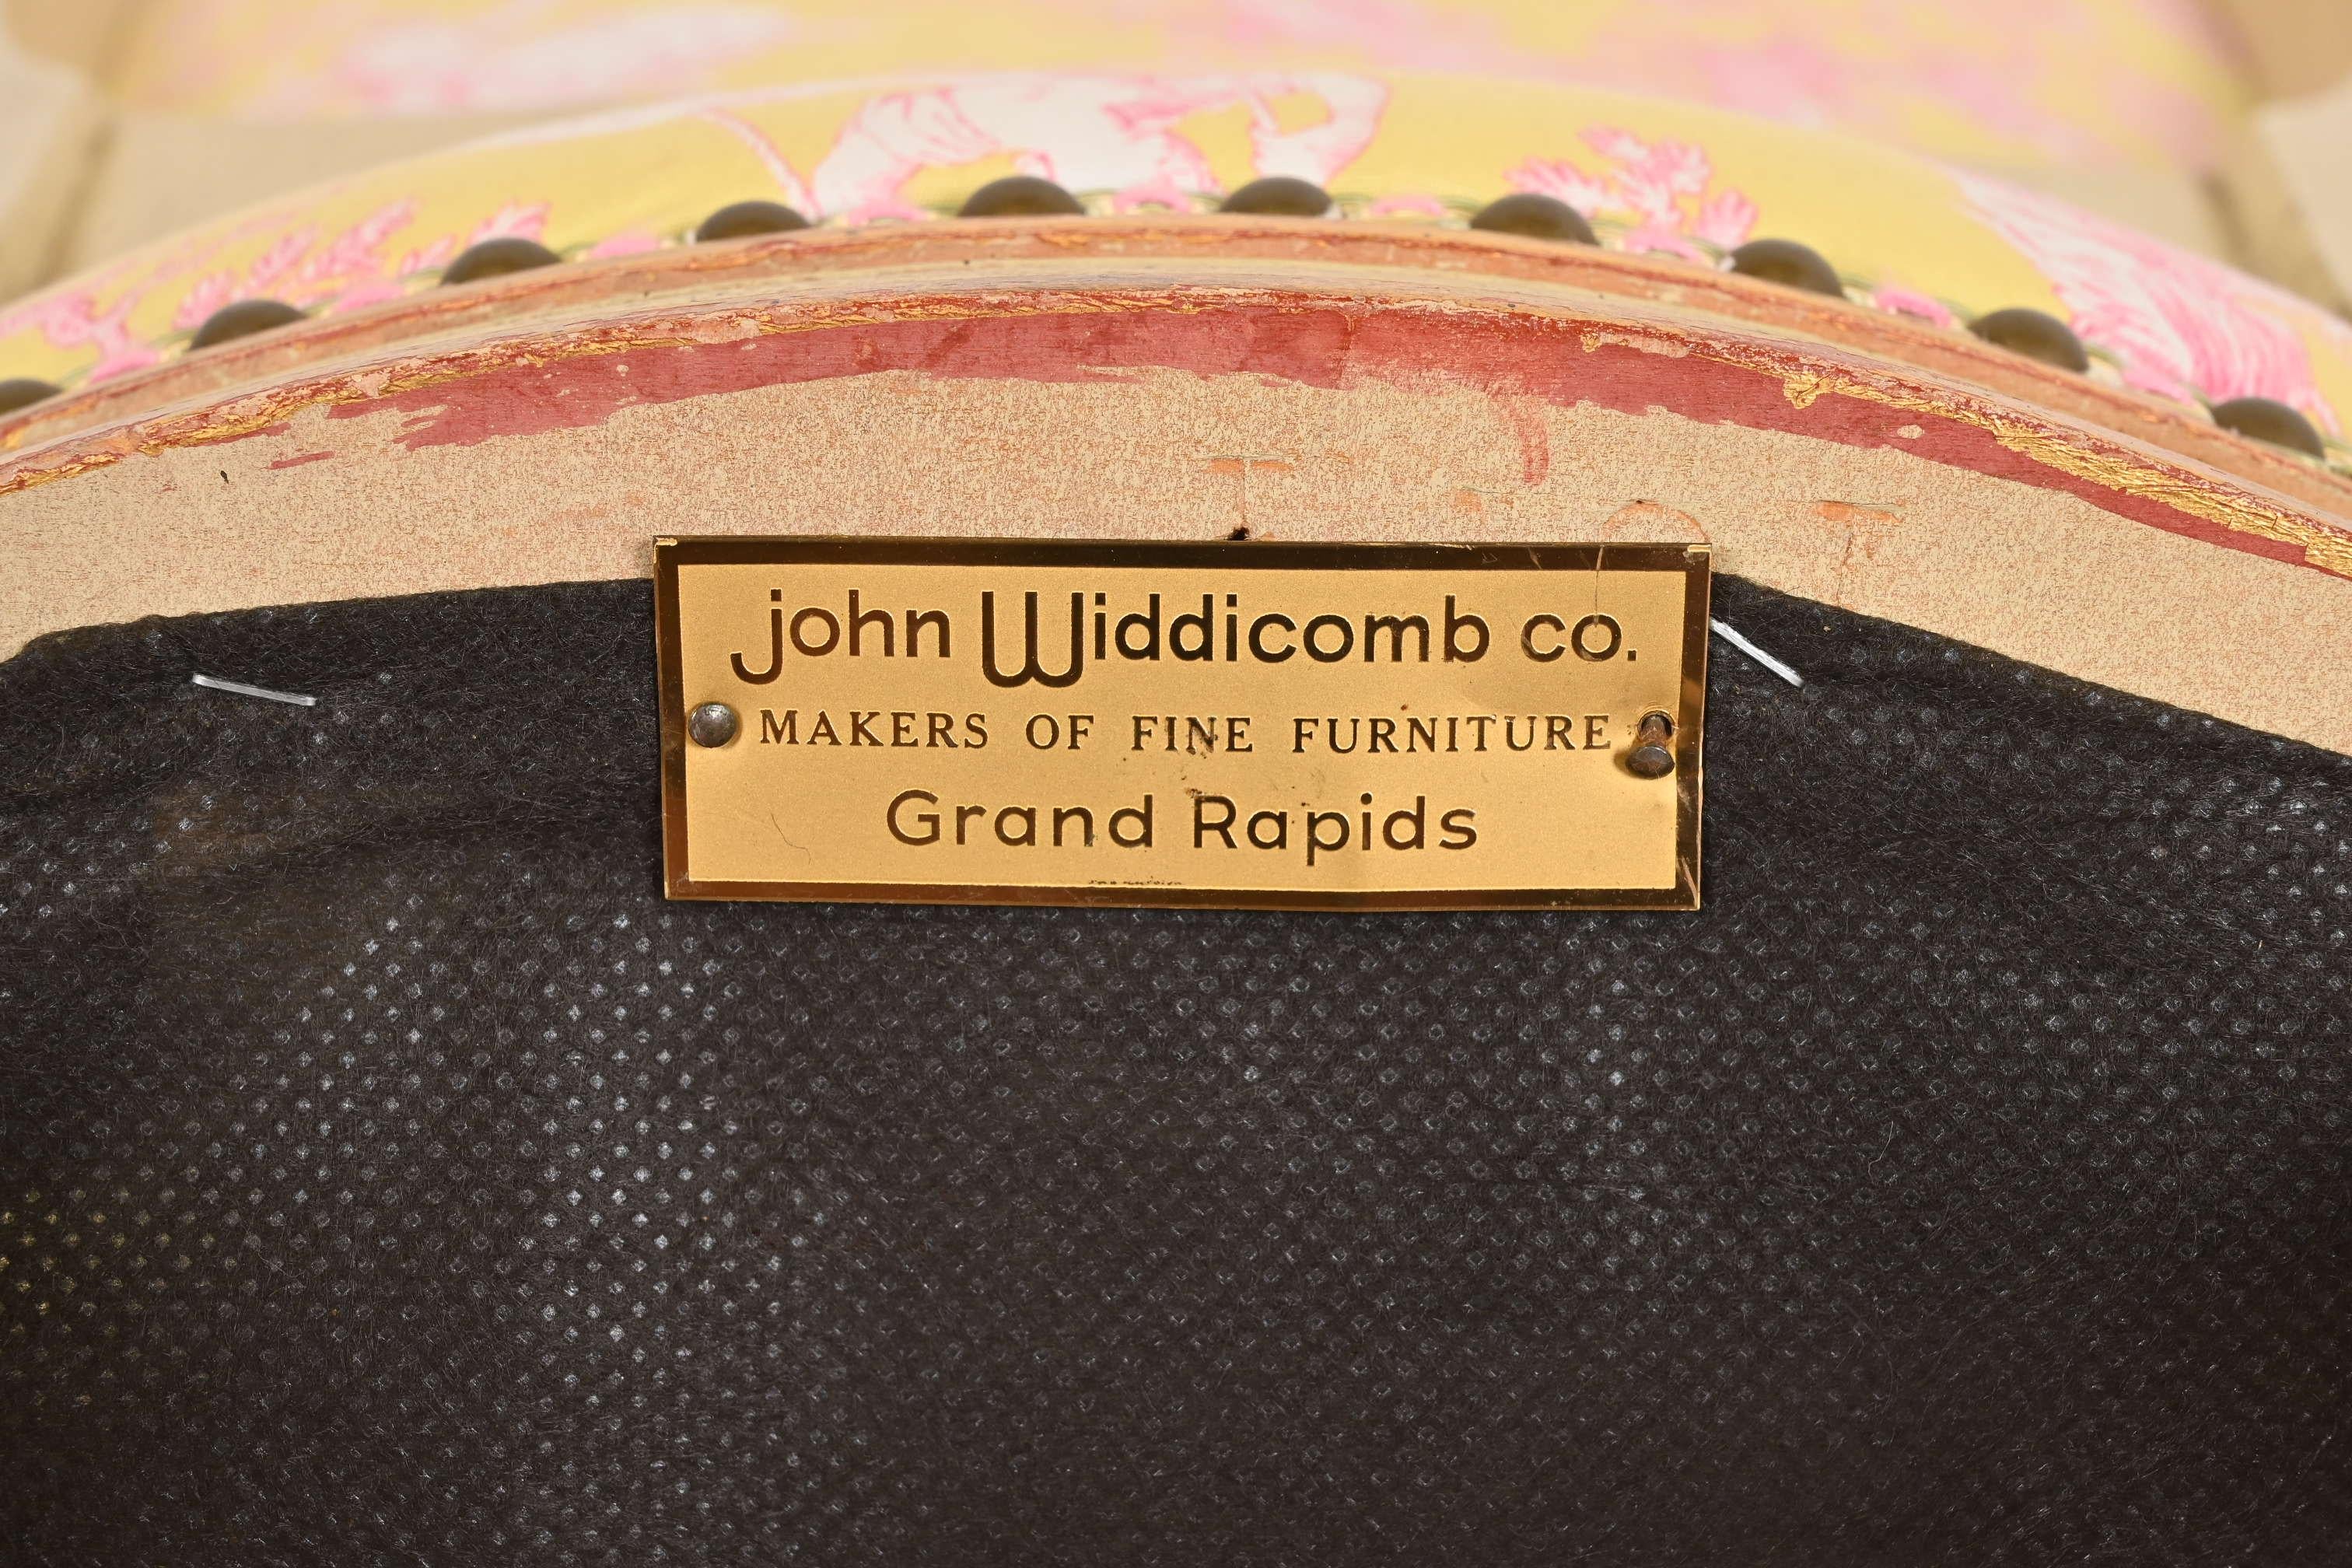 john Widdicomb co.
MAKERS OF FINE FURNITURE
Grand Rapids